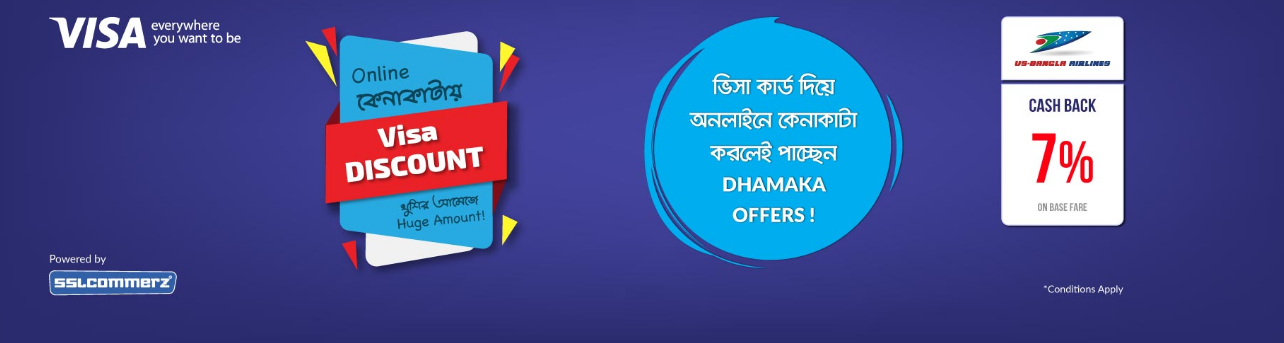 VISA everywhere
you want to be
Online
কেনাকাটায়
Visa
DISCOUNT
খুশির আমেজে
Huge Amount!
ভিসা কার্ড দিয়ে
অনলাইনে কেনাকাটা
করলেই পাচ্ছেন
DHAMAKA
OFFERS !
US-BANGLA AIRLINES
CASH BACK
7%
ON BASE FARE
Powered by
SSLCOMMERZ
*Conditions Apply